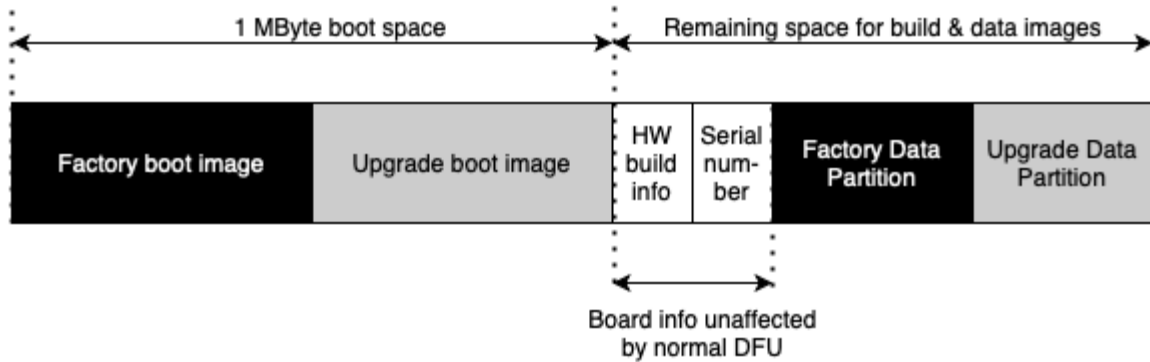 1 MByte boot space
Remaining space for build & data images
Factory boot image
Upgrade boot image
HW
build
info
Serial
num-
ber
Factory Data
Partition
Upgrade Data
Partition
Board info unaffected
by normal DFU